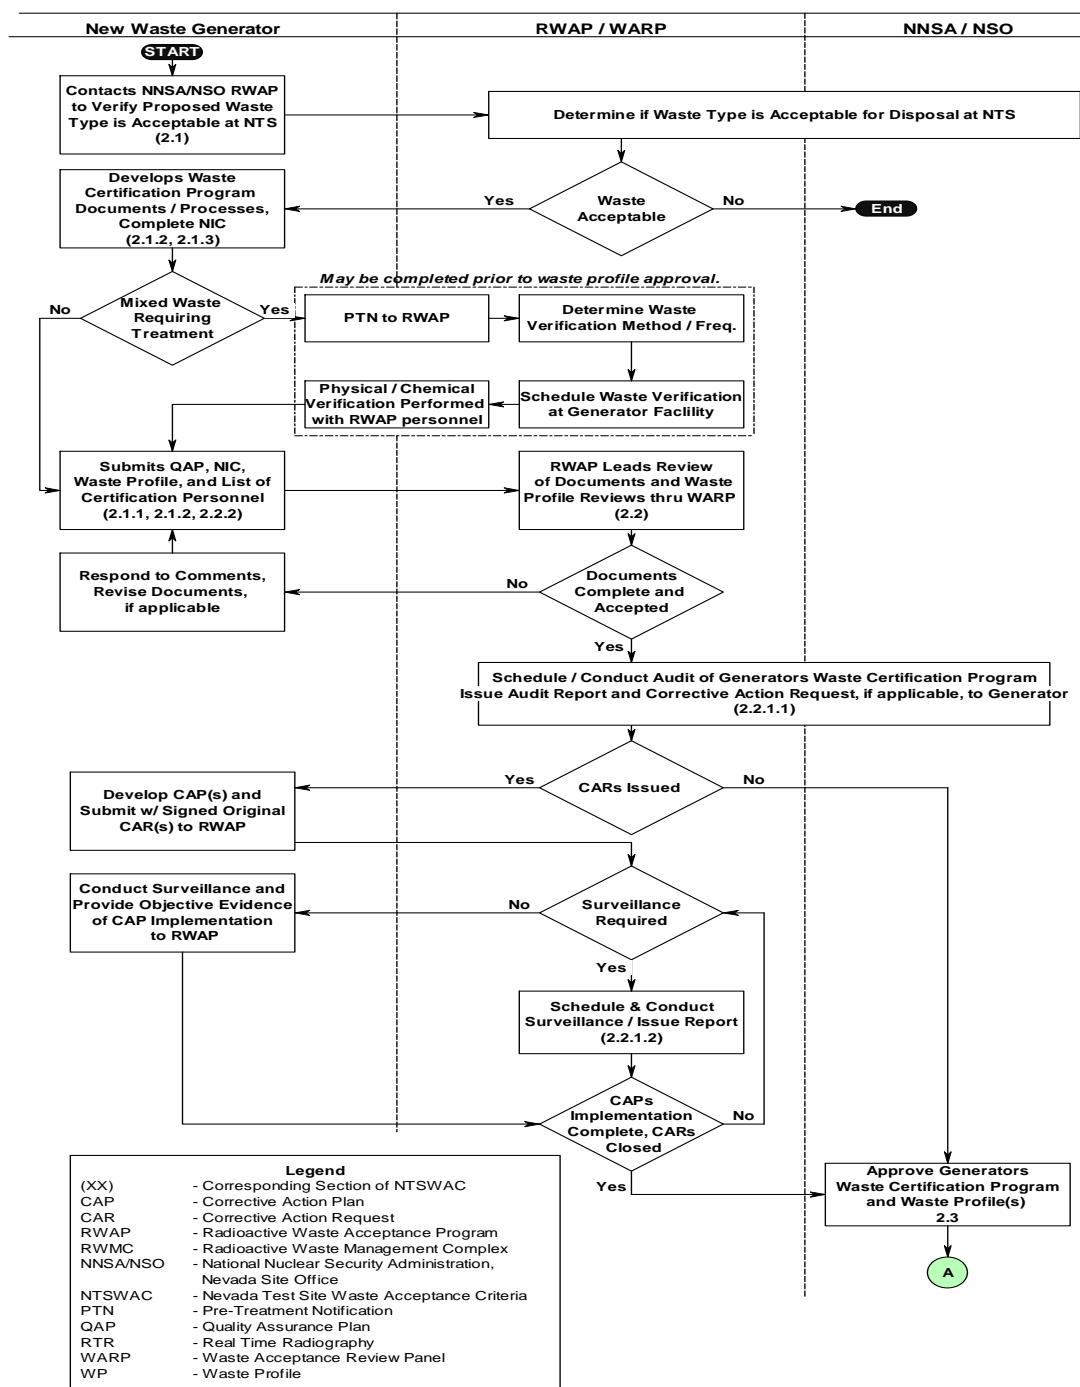 New Waste Generator
RWAP / WARP
NNSA / NSO
START
Contacts NNSA/NSO RWAP
to Verify Proposed Waste
Type is Acceptable at NTS
(2.1)
Determine if Waste Type is Acceptable for Disposal at NTS
Waste
Acceptable
Yes
No
End
Develops Waste
Certification Program
Documents / Processes,
Complete NIC
(2.1.2, 2.1.3)
Mixed Waste
Requiring
Treatment
No
Yes
May be completed prior to waste profile approval.
PTN to RWAP
Determine Waste
Verification Method / Freq.
Schedule Waste Verification
at Generator Faclility
Physical / Chemical
Verification Performed
with RWAP personnel
Submits QAP, NIC,
Waste Profile, and List of
Certification Personnel
(2.1.1, 2.1.2, 2.2.2)
RWAP Leads Review
of Documents and Waste
Profile Reviews thru WARP
(2.2)
Documents
Complete and
Accepted
No
Yes
Respond to Comments,
Revise Documents,
if applicable
Schedule / Conduct Audit of Generators Waste Certification Program
Issue Audit Report and Corrective Action Request, if applicable, to Generator
(2.2.1.1)
CARs Issued
Yes
No
Develop CAP(s) and
Submit w/ Signed Original
CAR(s) to RWAP
Surveillance
Required
No
Yes
Conduct Surveillance and
Provide Objective Evidence
of CAP Implementation
to RWAP
Schedule & Conduct
Surveillance / Issue Report
(2.2.1.2)
CAPs
Implementation
Complete, CARs
Closed
No
Yes
Approve Generators
Waste Certification Program
and Waste Profile(s)
2.3
A
Legend
(XX) - Corresponding Section of NTSWAC
CAP - Corrective Action Plan
CAR - Corrective Action Request
RWAP - Radioactive Waste Acceptance Program
RWMC - Radioactive Waste Management Complex
NNSA/NSO - National Nuclear Security Administration,
Nevada Site Office
NTSWAC - Nevada Test Site Waste Acceptance Criteria
PTN - Pre-Treatment Notification
QAP - Quality Assurance Plan
RTR - Real Time Radiography
WARP - Waste Acceptance Review Panel
WP - Waste Profile